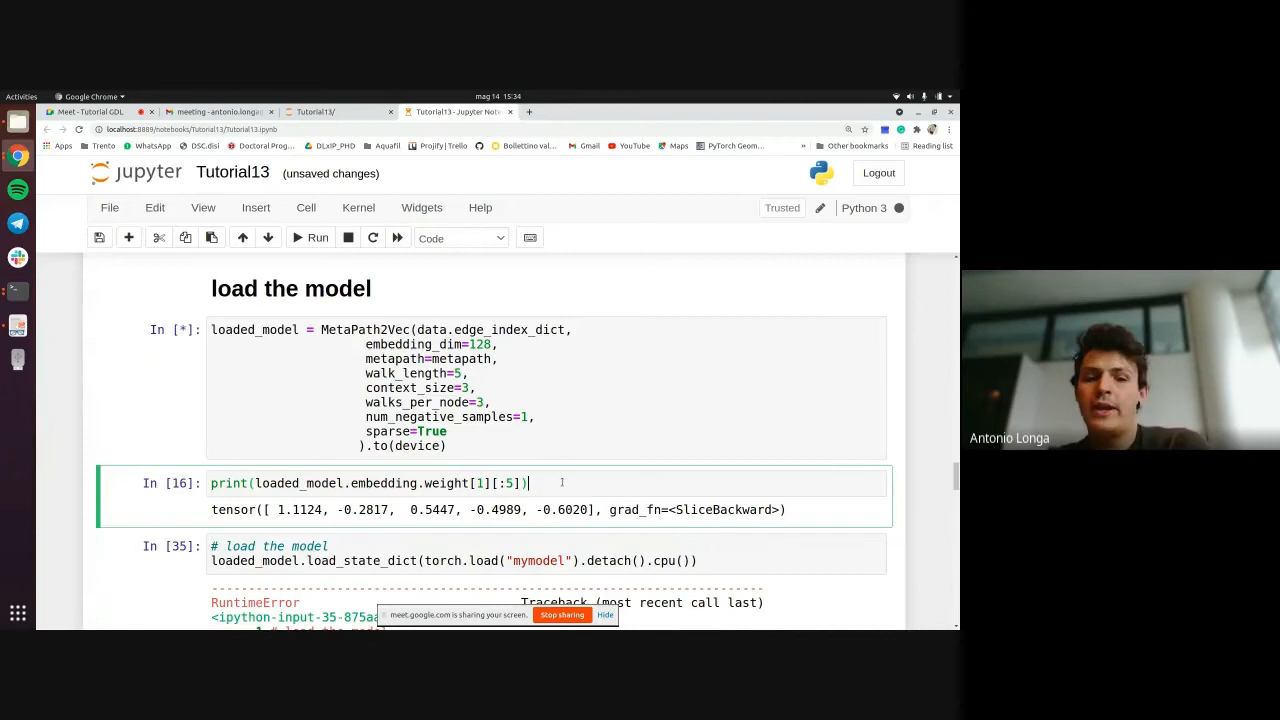 Activities
Google Chrome
mag 14 15:34
Meet - Tutorial GDL
meeting - antonio.longa
Tutorial13/
Tutorial13 - Jupyter Note
localhost:8889/notebooks/Tutorial13/Tutorial13.ipynb
Apps
Trento
WhatsApp
DSC.disi
Doctoral Prog...
DLxIP_PHD
Aquafil
Projify | Trello
Bollettino val...
Gmail
YouTube
Maps
PyTorch Geom...
Other bookmarks
Reading list
jupyter
Tutorial13
(unsaved changes)
Logout
File
Edit
View
Insert
Cell
Kernel
Widgets
Help
Trusted
Python 3
Run
Code
load the model
In [*]:
loaded_model = MetaPath2Vec(data.edge_index_dict,
embedding_dim=128,
metapath=metapath,
walk_length=5,
context_size=3,
walks_per_node=3,
num_negative_samples=1,
sparse=True
).to(device)
In [16]:
print(loaded_model.embedding.weight[1][:5])
tensor([ 1.1124, -0.2817,  0.5447, -0.4989, -0.6020], grad_fn=<SliceBackward>)
In [35]:
# load the model
loaded_model.load_state_dict(torch.load("mymodel").detach().cpu())
RuntimeError
Traceback (most recent call last)
<ipython-input-35-875a
meet.google.com is sharing your screen.
Stop sharing
Hide
Antonio Longa